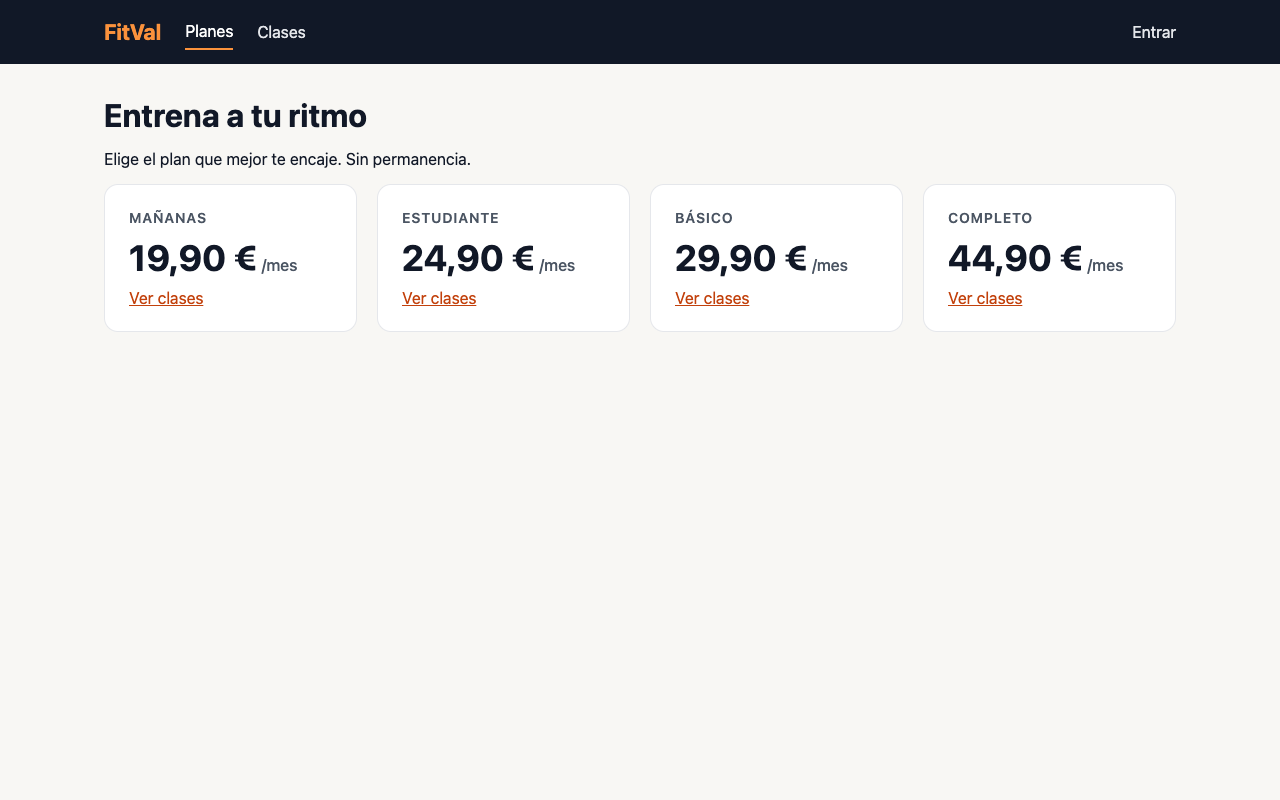 FitVal Planes Clases Entrar
Entrena a tu ritmo
Elige el plan que mejor te encaje. Sin permanencia.
MAÑANAS
19,90 € /mes
Ver clases
ESTUDIANTE
24,90 € /mes
Ver clases
BÁSICO
29,90 € /mes
Ver clases
COMPLETO
44,90 € /mes
Ver clases